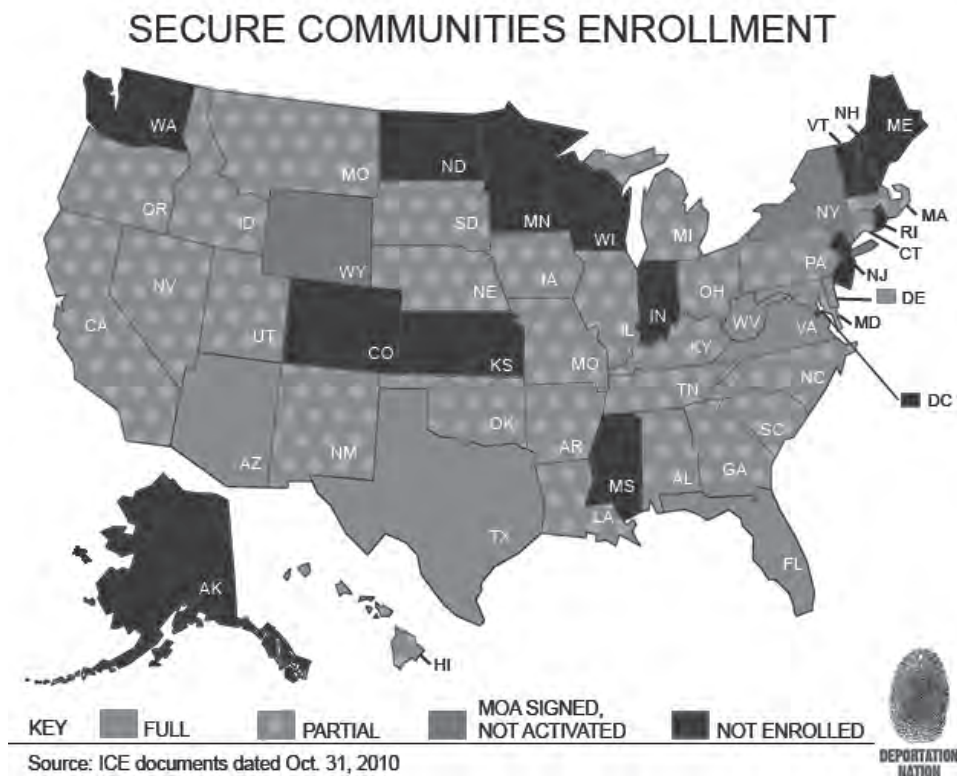 SECURE COMMUNITIES ENROLLMENT
WA
MO
ND
MN
WI
MI
VT
NH
ME
OR
ID
SD
WY
NY
MA
RI
CT
NV
NE
IA
PA
NJ
OH
DE
CA
UT
CO
KS
MO
IL
IN
WV
VA
MD
KY
DC
AZ
NM
OK
AR
TN
NC
SC
MS
AL
GA
TX
LA
FL
AK
HI
KEY
FULL
PARTIAL
MOA SIGNED,
NOT ACTIVATED
NOT ENROLLED
Source: ICE documents dated Oct. 31, 2010
DEPORTATION
NATION